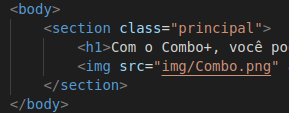 <body>
<section class="principal">
<h1>Com o Combo+, você po
<img src="img/Combo.png"
</section>
</body>